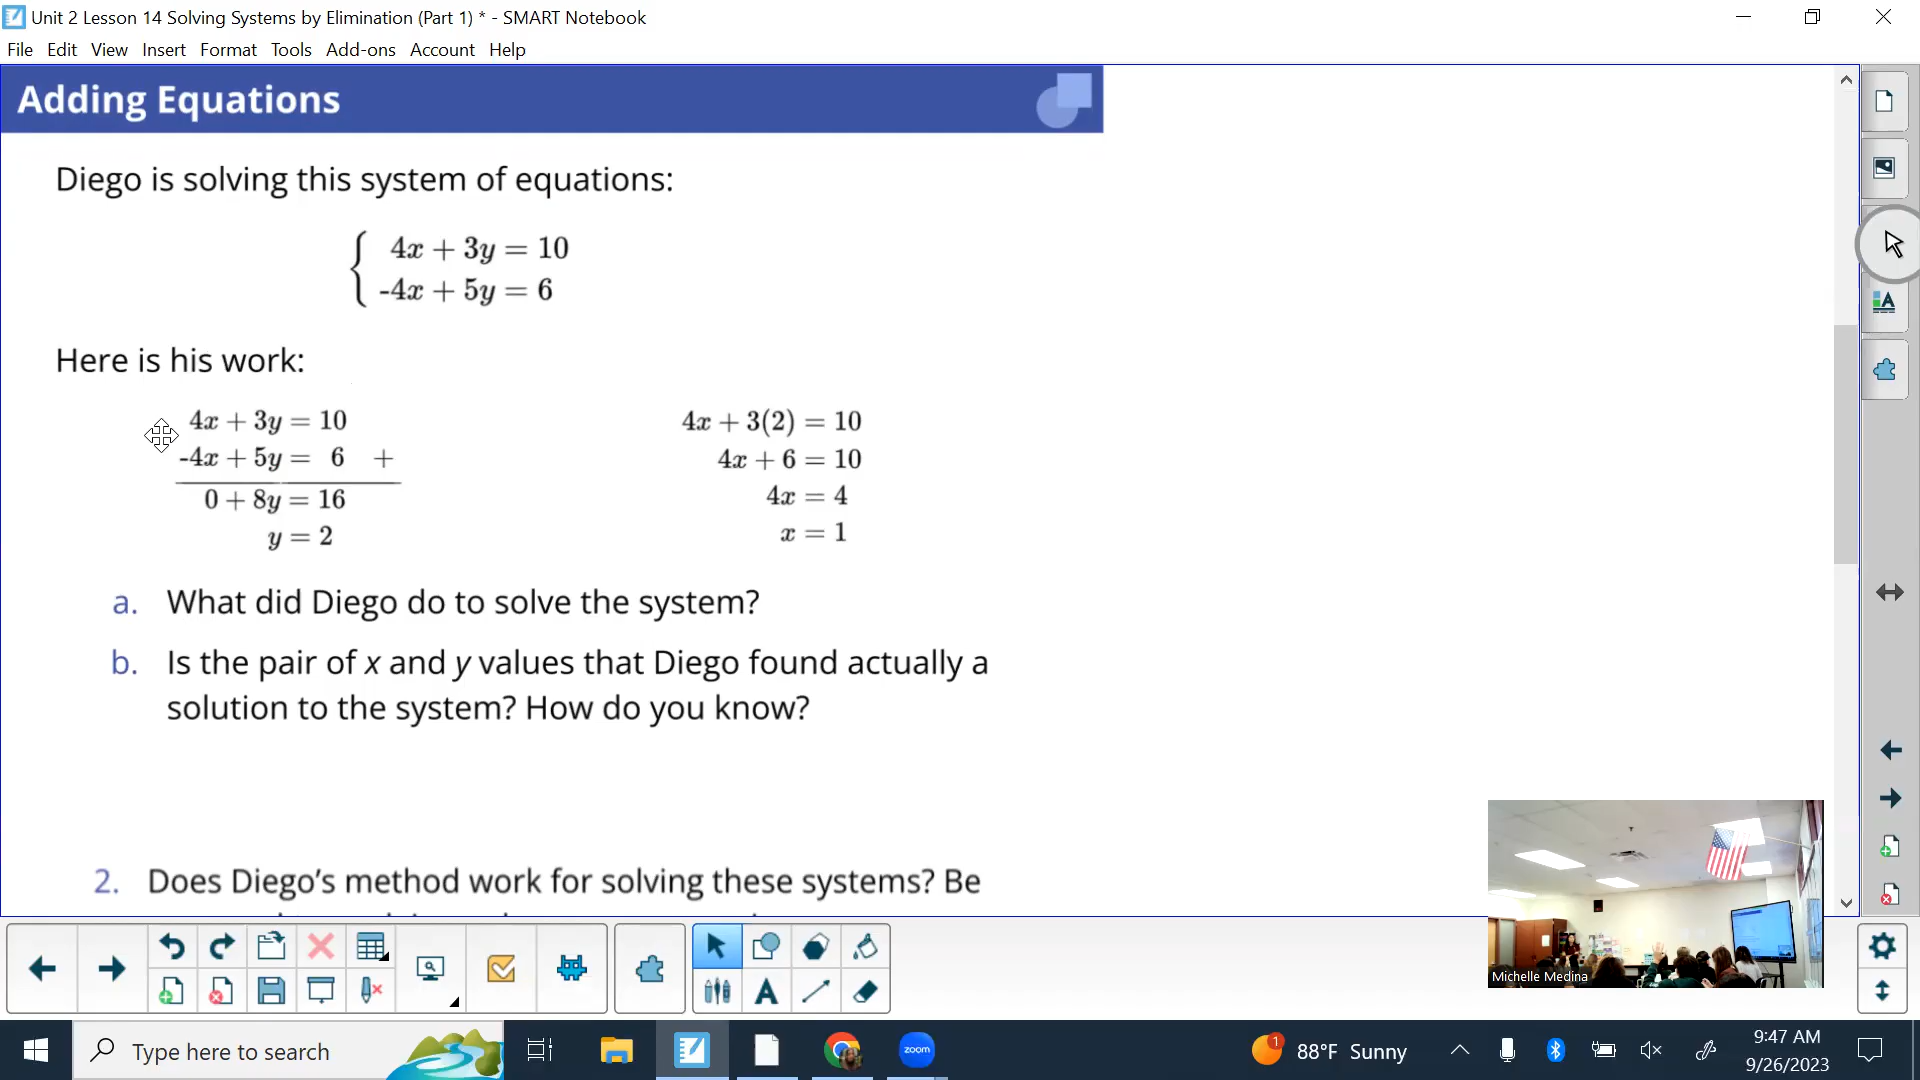 Unit 2 Lesson 14 Solving Systems by Elimination (Part 1) * - SMART Notebook
File Edit View Insert Format Tools Add-ons Account Help
Adding Equations
Diego is solving this system of equations:
4x + 3y = 10
-4x + 5y = 6
Here is his work:
4x + 3y = 10
-4x + 5y = 6 +
0 + 8y = 16
y = 2
4x + 3(2) = 10
4x + 6 = 10
4x = 4
x = 1
a. What did Diego do to solve the system?
b. Is the pair of x and y values that Diego found actually a
solution to the system? How do you know?
2. Does Diego's method work for solving these systems? Be
Michelle Medina
A
A
Type here to search
zoom
1
88°F Sunny
9:47 AM
9/26/2023